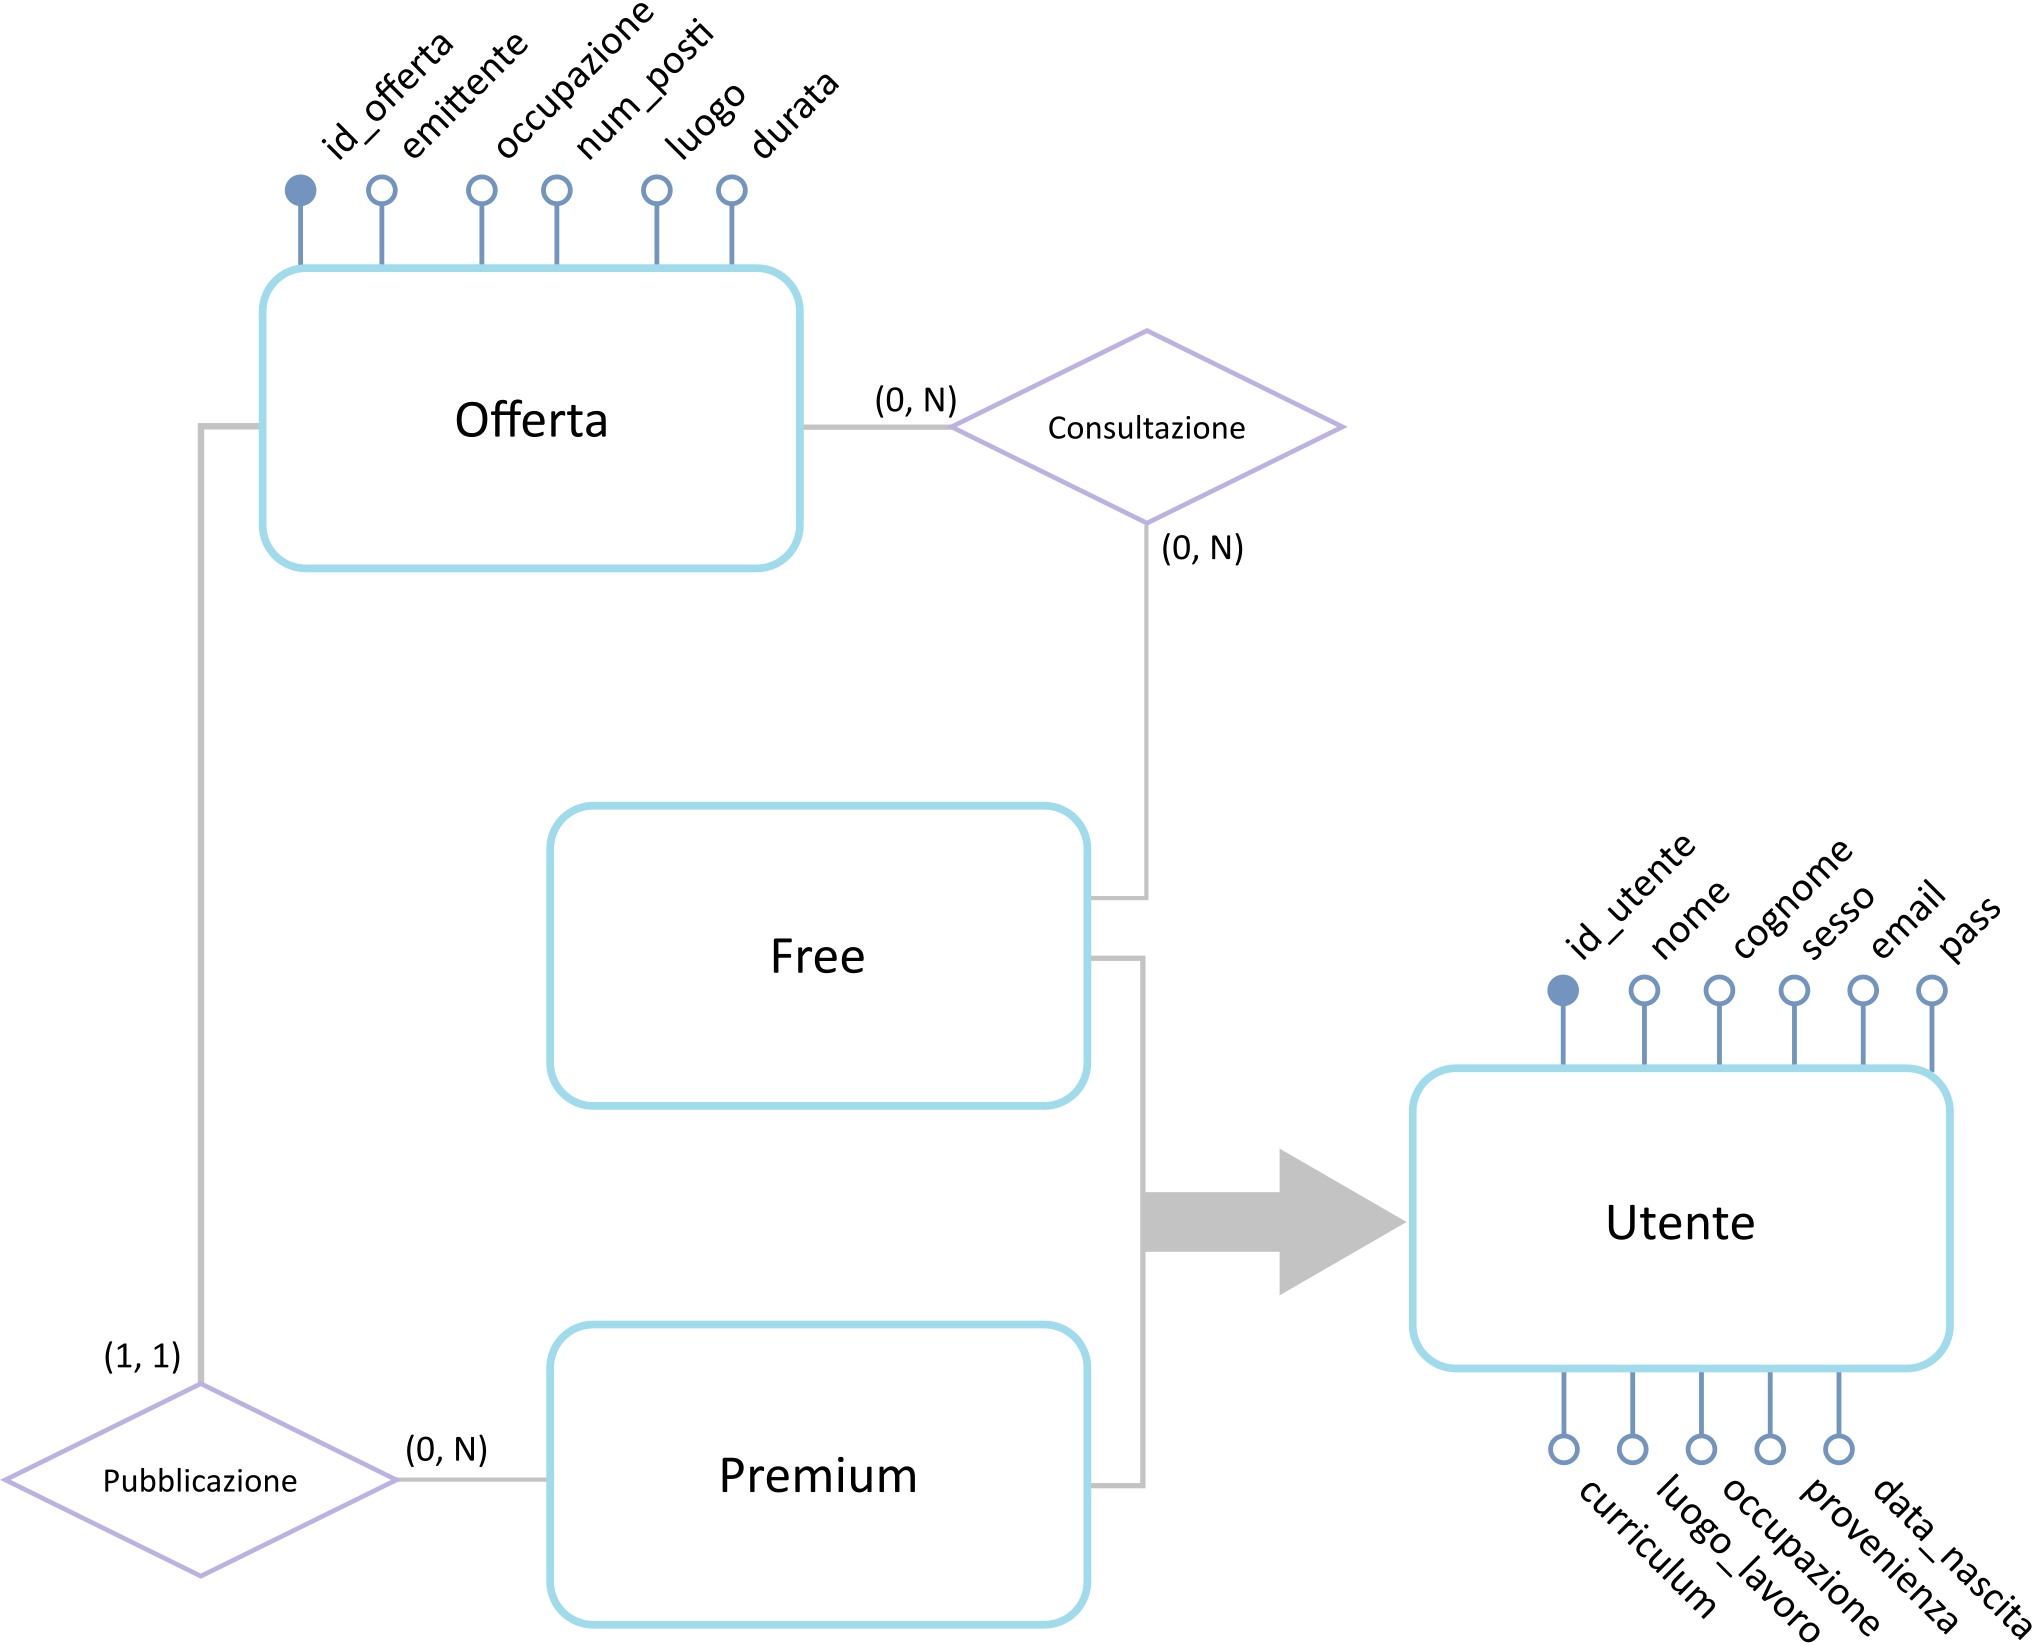 id_offerta
emittente
occupazione
num_posti
luogo
durata
Offerta
(0, N)
Consultazione
(0, N)
Free
id_utente
nome
cognome
sesso
email
pass
Utente
(1, 1)
Pubblicazione
(0, N)
Premium
curriculum
luogo_lavoro
occupazione
provenienza
data_nascita